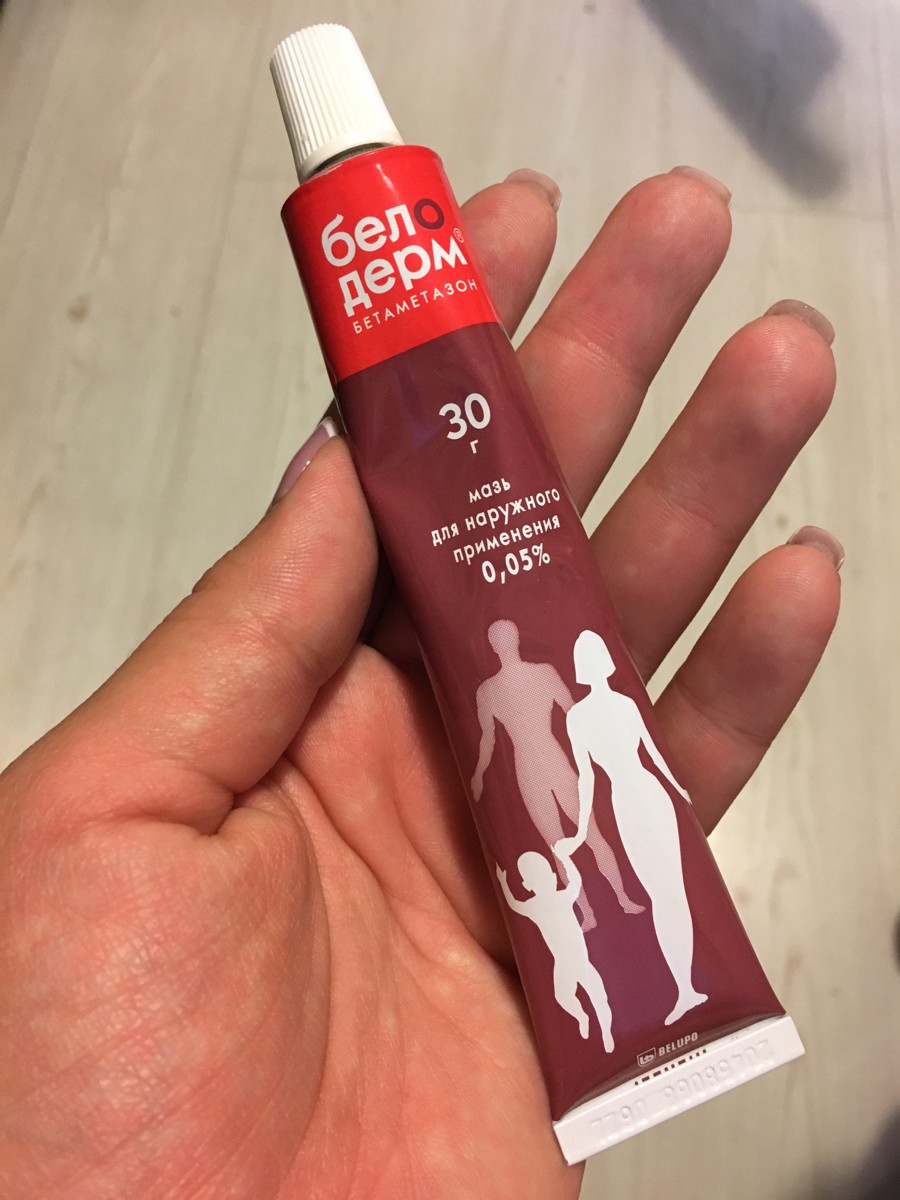 бело
дерм®
БЕТАМЕТАЗОН
30
г
мазь
для наружного
применения
0,05%
BELUPO